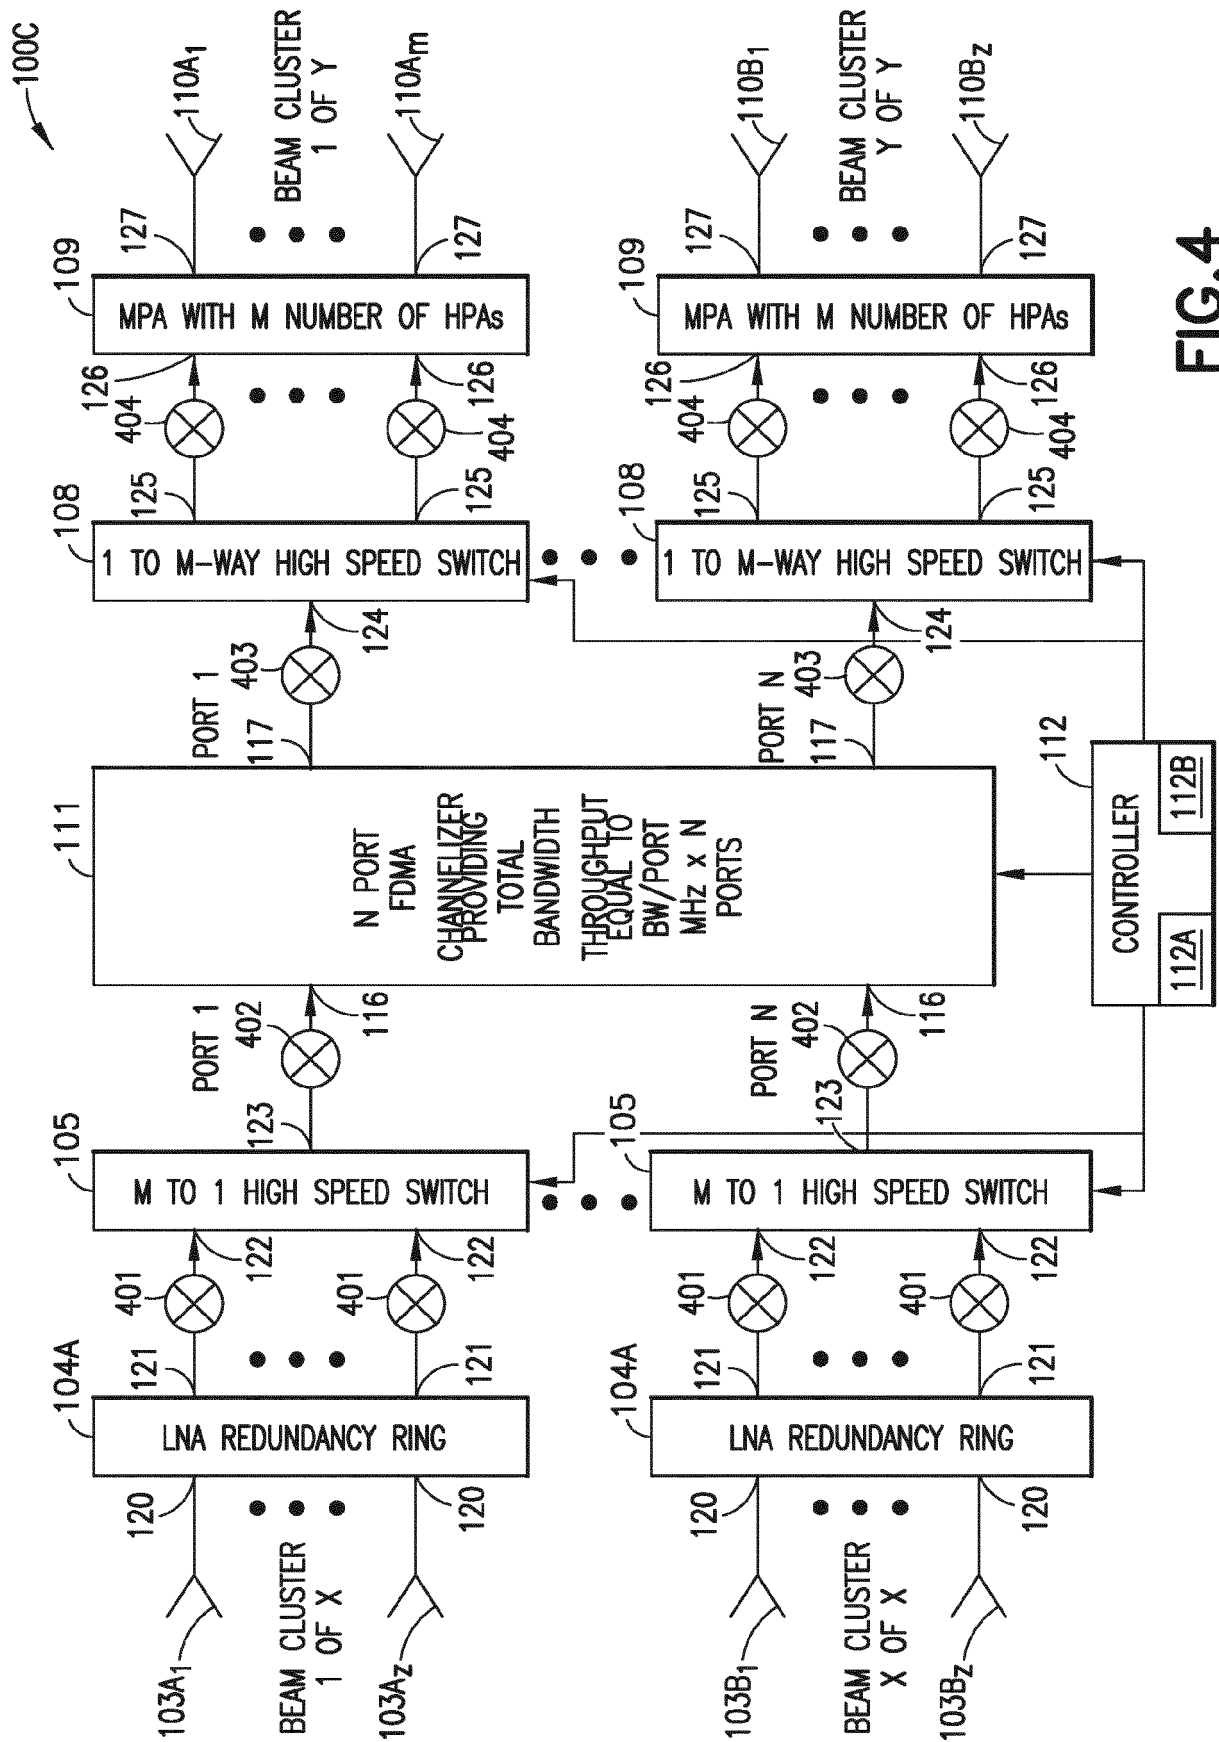 100C
103A1
BEAM CLUSTER
1 OF X
103Az
120
120
104A
LNA REDUNDANCY RING
121
121
401
401
122
122
105
M TO 1 HIGH SPEED SWITCH
123
PORT 1
402
116
111
N PORT
FDMA
CHANNELIZER
PROVIDING
TOTAL
BANDWIDTH
THROUGHPUT
EQUAL TO
BW/PORT
MHz x N
PORTS
117
PORT 1
403
124
108
1 TO M-WAY HIGH SPEED SWITCH
125
125
404
404
126
126
109
MPA WITH M NUMBER OF HPAs
127
127
110A1
BEAM CLUSTER
1 OF Y
110Am
103B1
BEAM CLUSTER
X OF X
103Bz
120
120
104A
LNA REDUNDANCY RING
121
121
401
401
122
122
105
M TO 1 HIGH SPEED SWITCH
123
PORT N
402
116
117
PORT N
403
124
108
1 TO M-WAY HIGH SPEED SWITCH
125
125
404
404
126
126
109
MPA WITH M NUMBER OF HPAs
127
127
110B1
BEAM CLUSTER
Y OF Y
110Bz
112
CONTROLLER
112A
112B
FIG.4